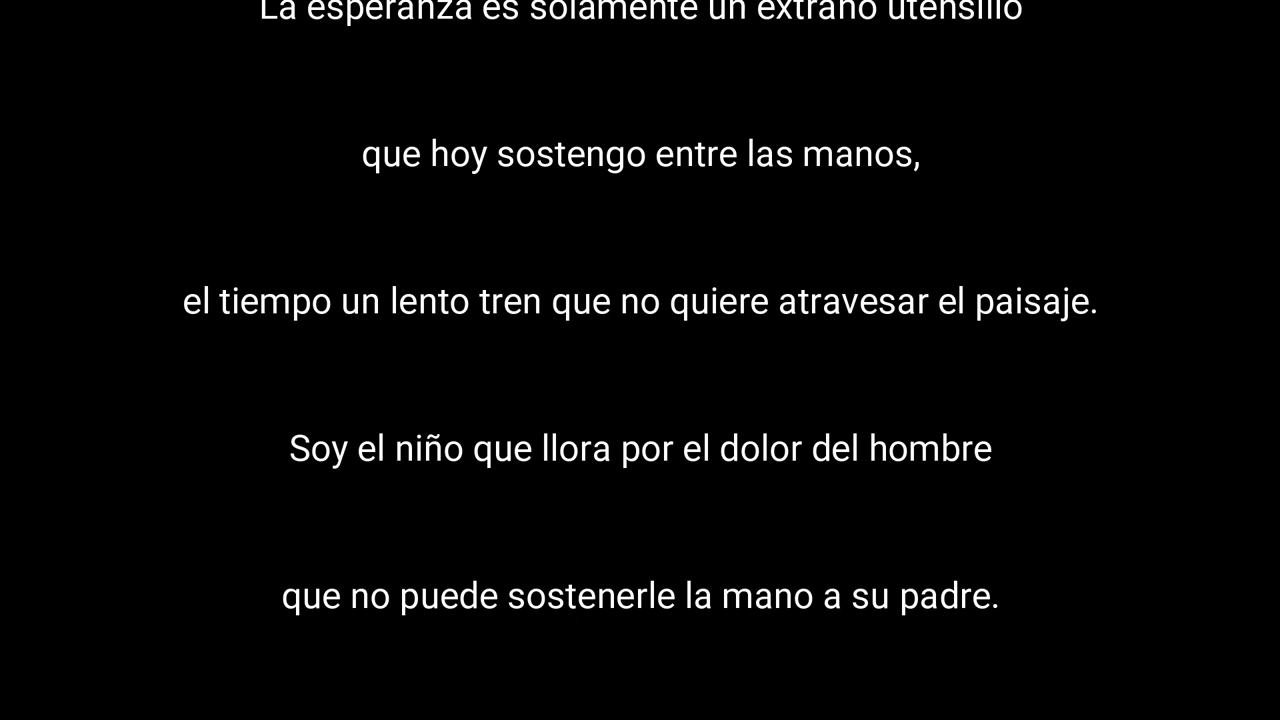 La esperanza es solamente un extraño utensilio
que hoy sostengo entre las manos,
el tiempo un lento tren que no quiere atravesar el paisaje.
Soy el niño que llora por el dolor del hombre
que no puede sostenerle la mano a su padre.